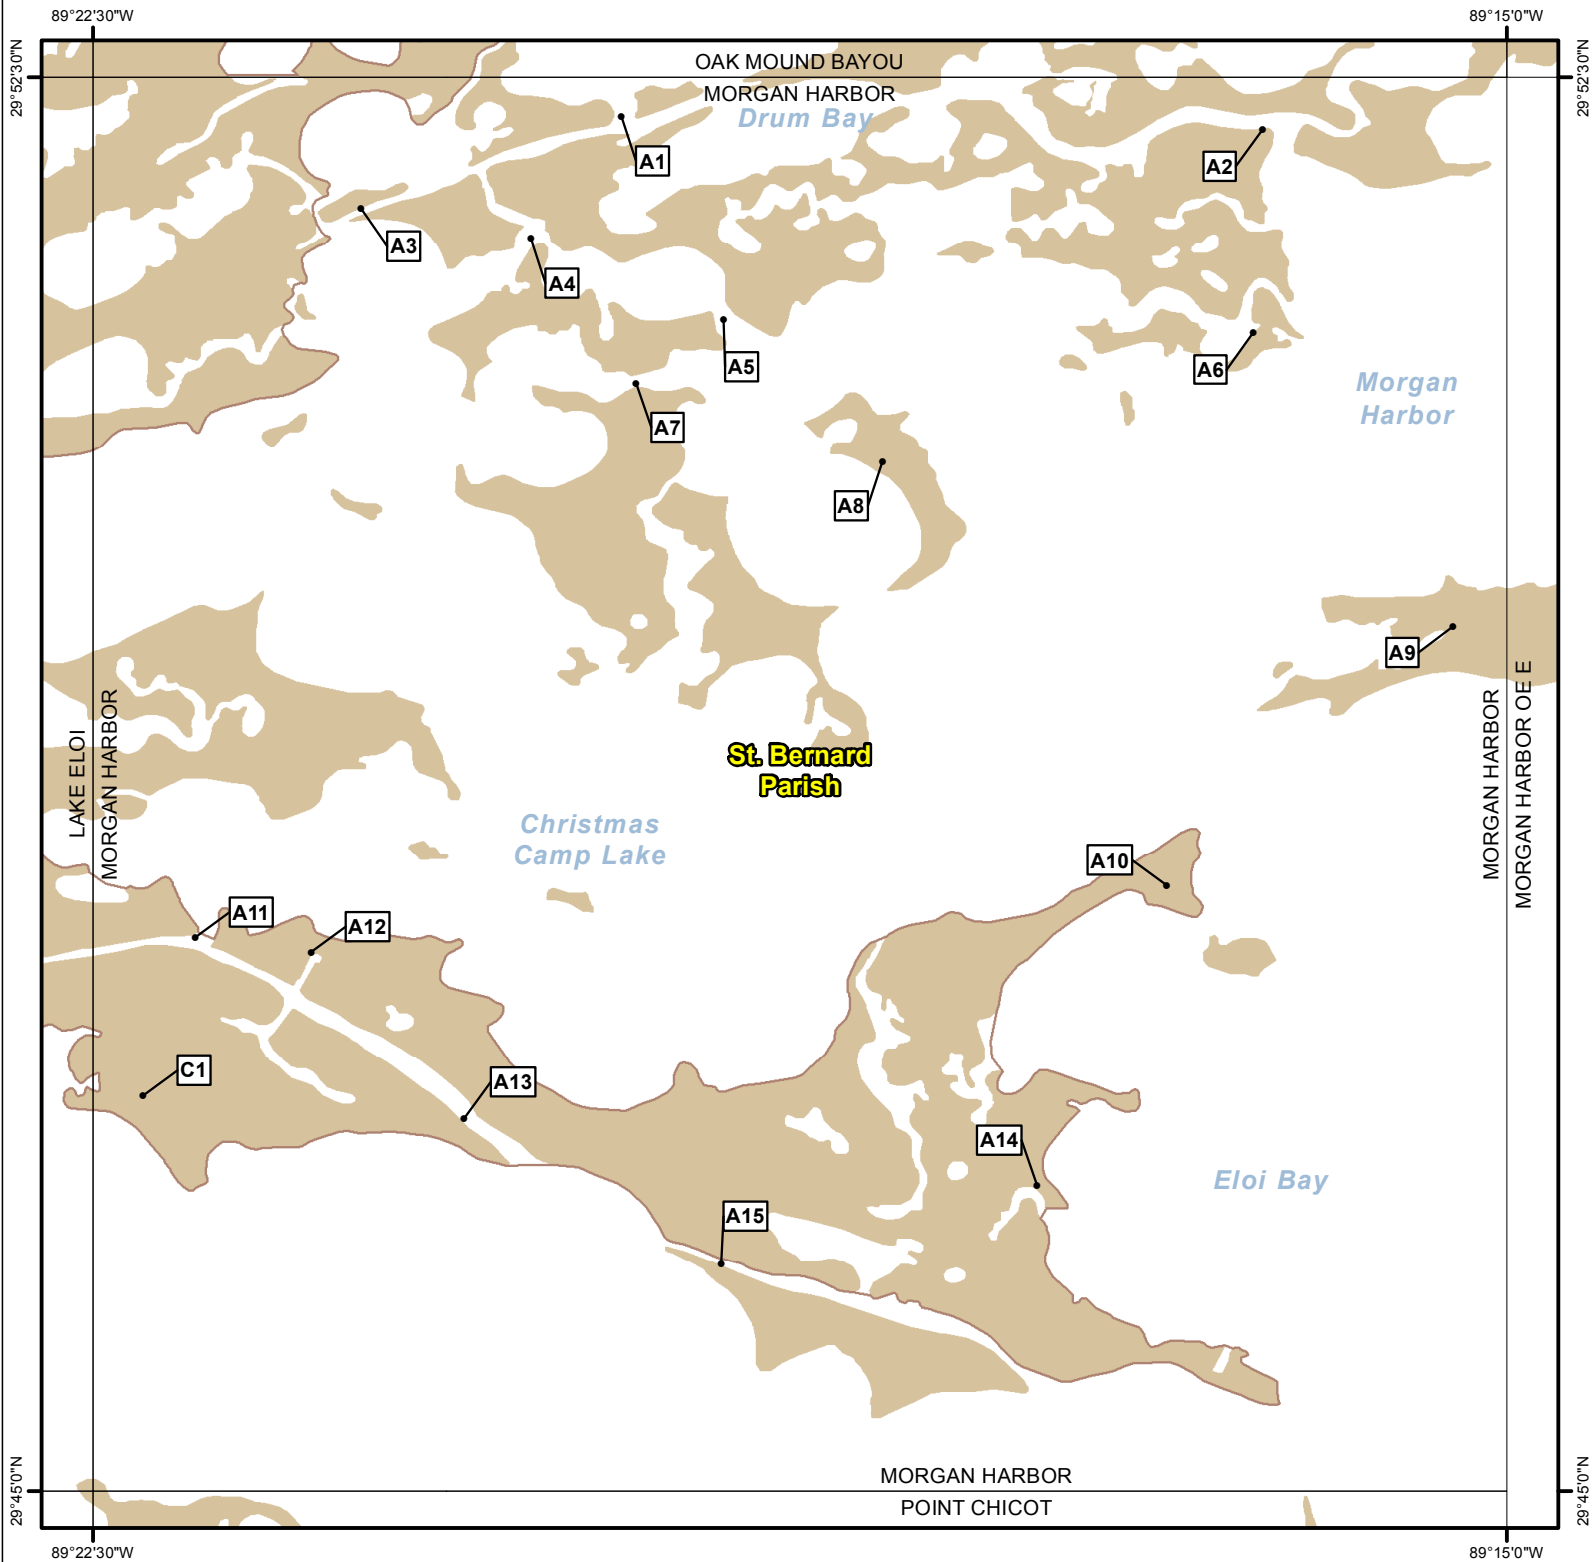 89°22'30"W
89°15'0"W
29°52'30"N
29°52'30"N
OAK MOUND BAYOU
MORGAN HARBOR
Drum Bay
A1
A2
A3
A4
A5
A6
Morgan
Harbor
A7
A8
A9
LAKE ELOI
MORGAN HARBOR
St. Bernard
Parish
MORGAN HARBOR
MORGAN HARBOR OE E
Christmas
Camp Lake
A10
A11
A12
C1
A13
A14
Eloi Bay
A15
MORGAN HARBOR
POINT CHICOT
29°45'0"N
29°45'0"N
89°22'30"W
89°15'0"W